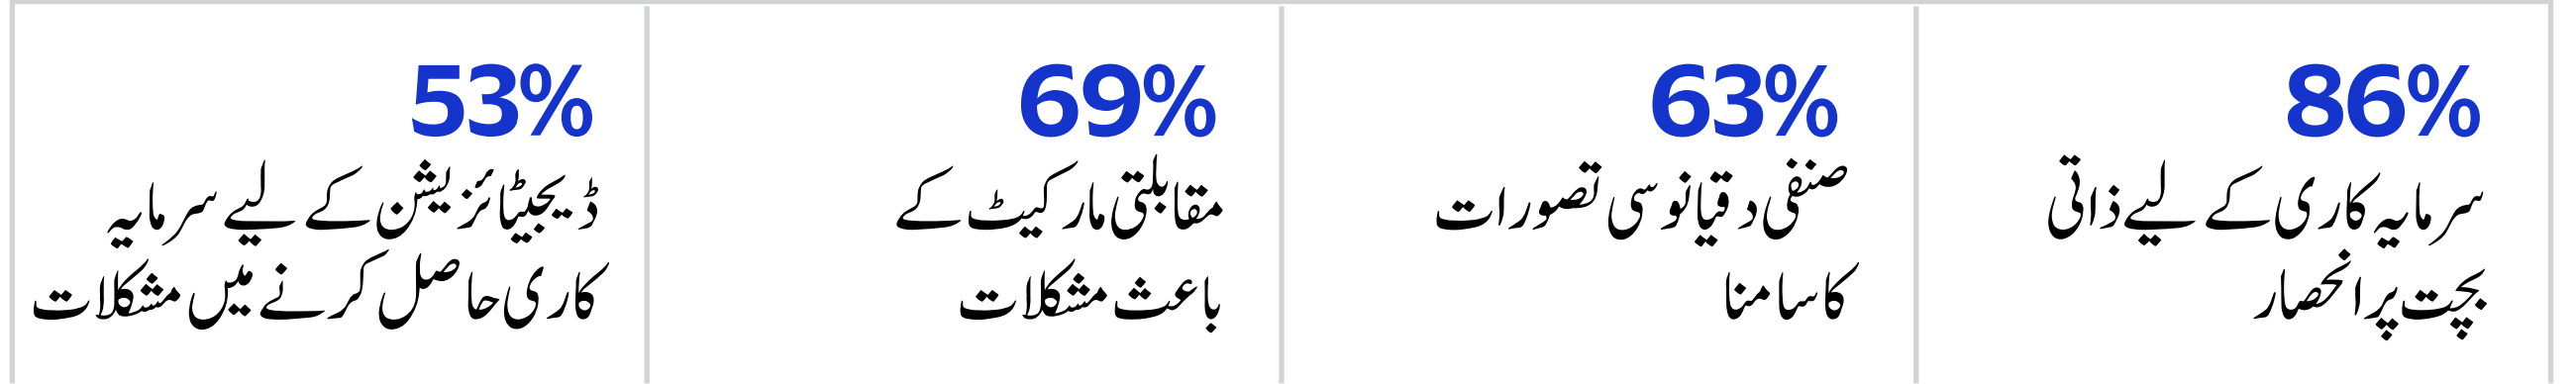 86%
سرمایہ کاری کے لیے ذاتی
بچت پر انحصار
63%
صنفی دقیانوسی تصورات
کا سامنا
69%
مقابلتی مارکیٹ کے
باعث مشکلات
53%
ڈیجیٹائزیشن کے لیے سرمایہ
کاری حاصل کرنے میں مشکلات